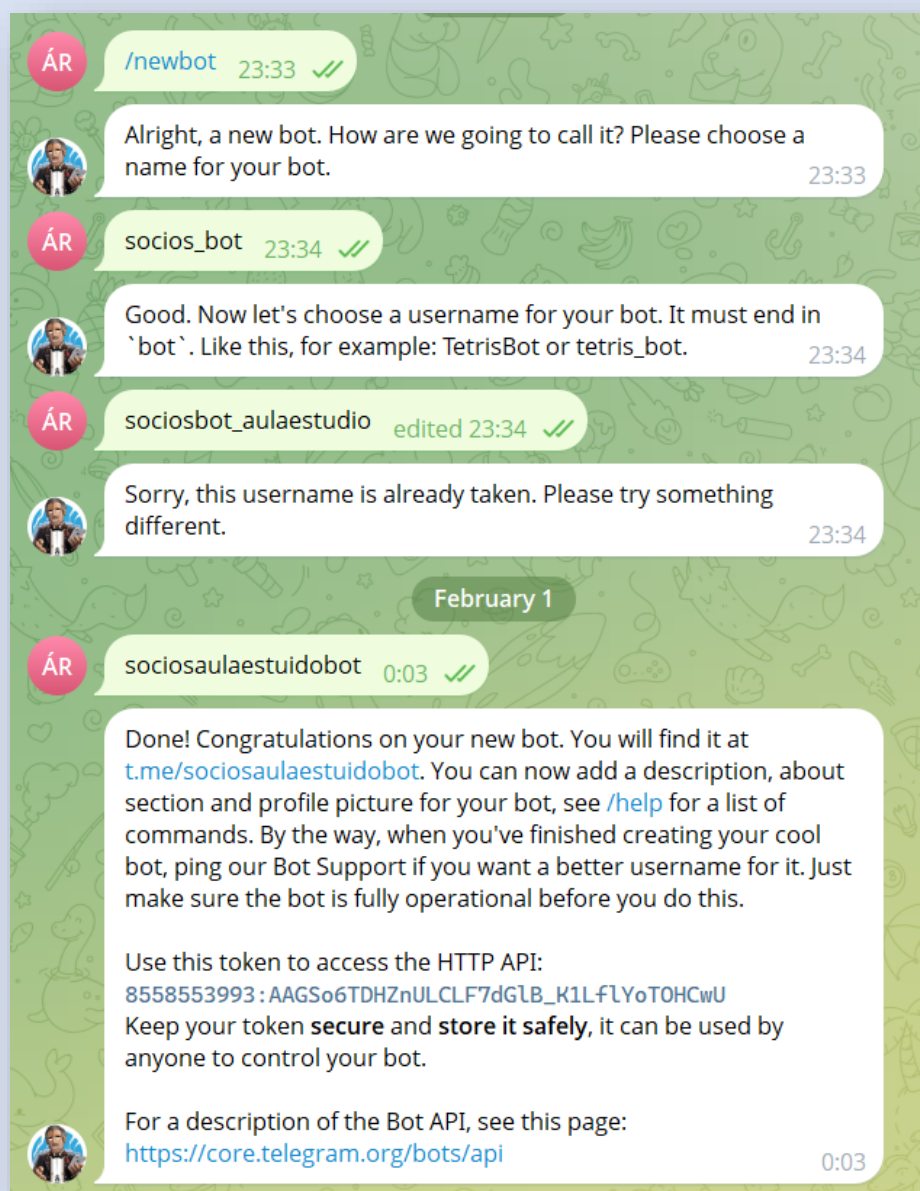 ÁR
/newbot 23:33
Alright, a new bot. How are we going to call it? Please choose a
name for your bot.
23:33
ÁR
socios_bot 23:34
Good. Now let's choose a username for your bot. It must end in
`bot`. Like this, for example: TetrisBot or tetris_bot.
23:34
ÁR
sociosbot_aulaestudio edited 23:34
Sorry, this username is already taken. Please try something
different.
23:34
February 1
ÁR
sociosaulaestuidobot 0:03
Done! Congratulations on your new bot. You will find it at
t.me/sociosaulaestuidobot. You can now add a description, about
section and profile picture for your bot, see /help for a list of
commands. By the way, when you've finished creating your cool
bot, ping our Bot Support if you want a better username for it. Just
make sure the bot is fully operational before you do this.
Use this token to access the HTTP API:
8558553993:AAGSo6TDHZnULCLF7dGlB_K1LflYoTOHCwU
Keep your token secure and store it safely, it can be used by
anyone to control your bot.
For a description of the Bot API, see this page:
https://core.telegram.org/bots/api
0:03